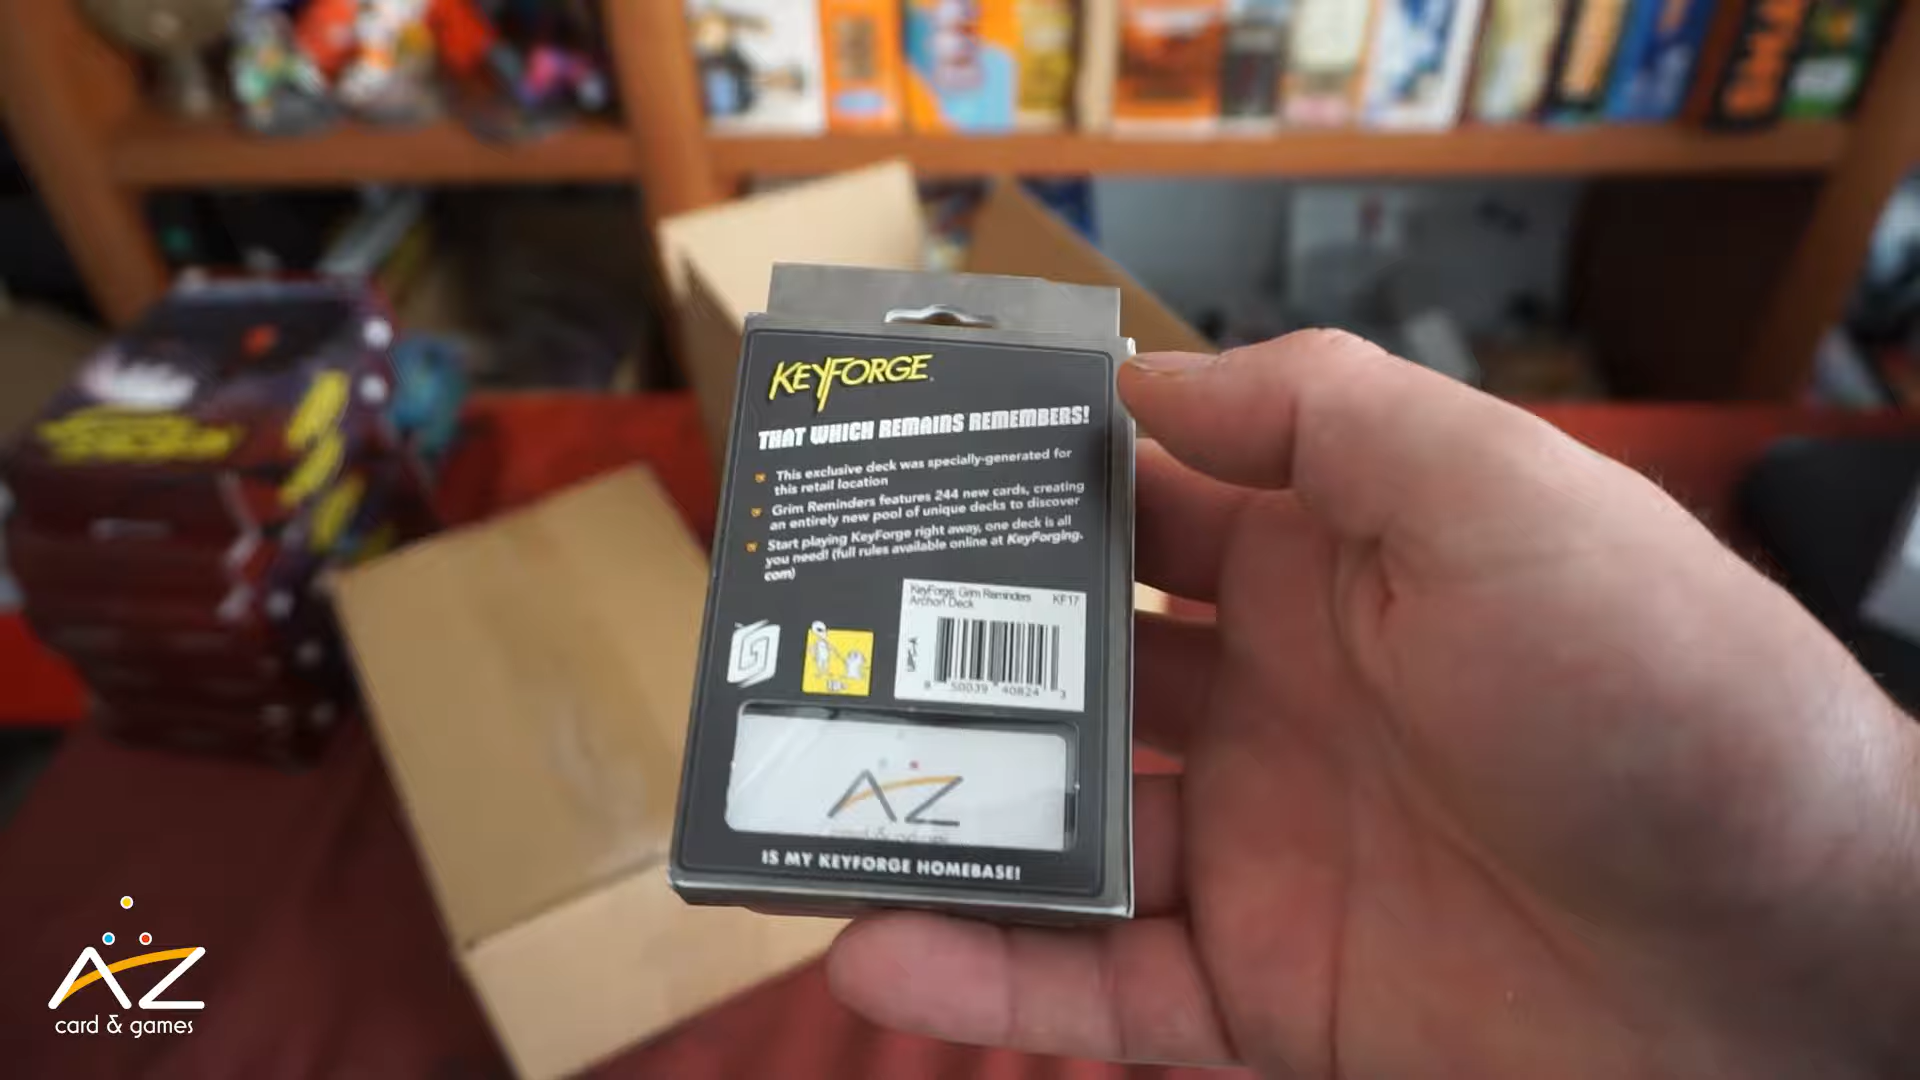 KEYFORGE
THAT WHICH REMAINS REMEMBERS!
This exclusive deck was specially-generated for
this retail location
Grim Reminders features 244 new cards, creating
an entirely new pool of unique decks to discover
Start playing KeyForge right away, one deck is all
you need! (full rules available online at KeyForging.
com)
KeyForge: Grim Reminders KF17
Archon Deck
UPC-A
8 50039 40824 3
AZ
IS MY KEYFORGE HOMEBASE!
AZ
card & games